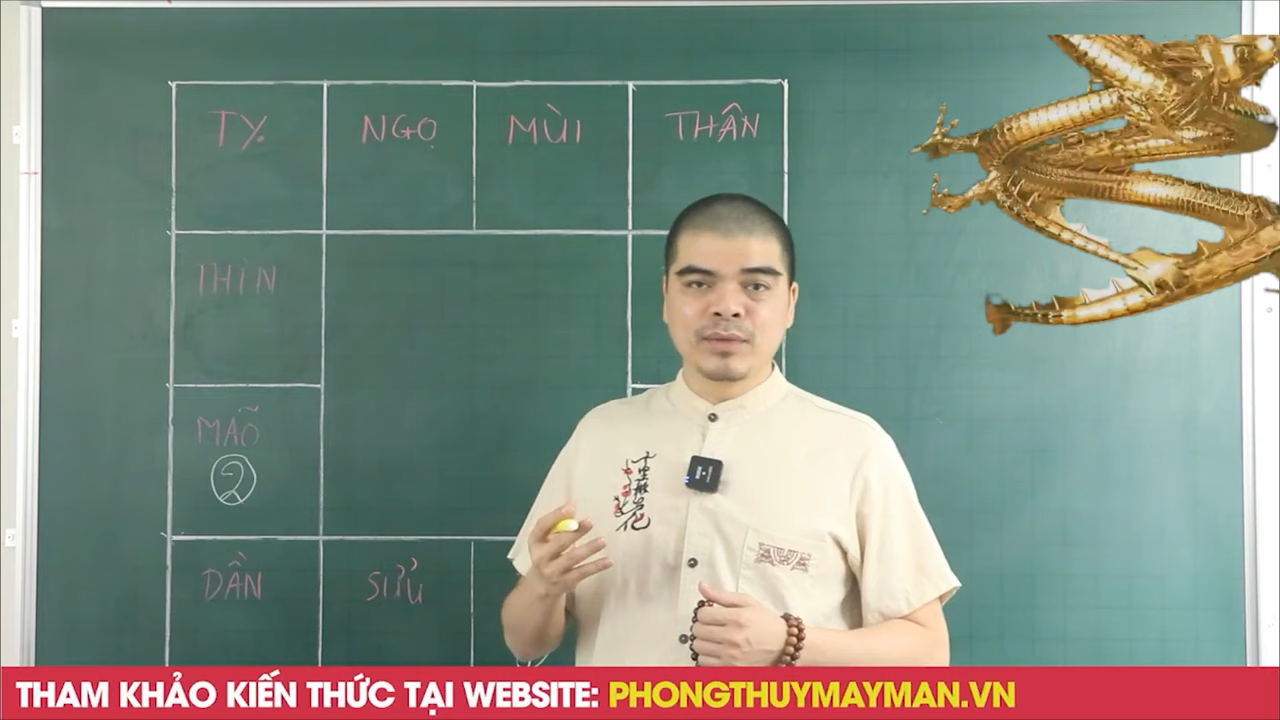 TỴ NGỌ MÙI THÂN
THÌN
MÃO
2
DẦN SỬU
THAM KHẢO KIẾN THỨC TẠI WEBSITE: PHONGTHUYMAYMAN.VN